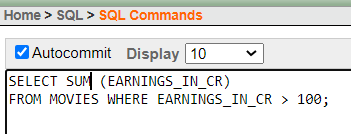 Home > SQL > SQL Commands
Autocommit Display 10
SELECT SUM (EARNINGS_IN_CR)
FROM MOVIES WHERE EARNINGS_IN_CR > 100;